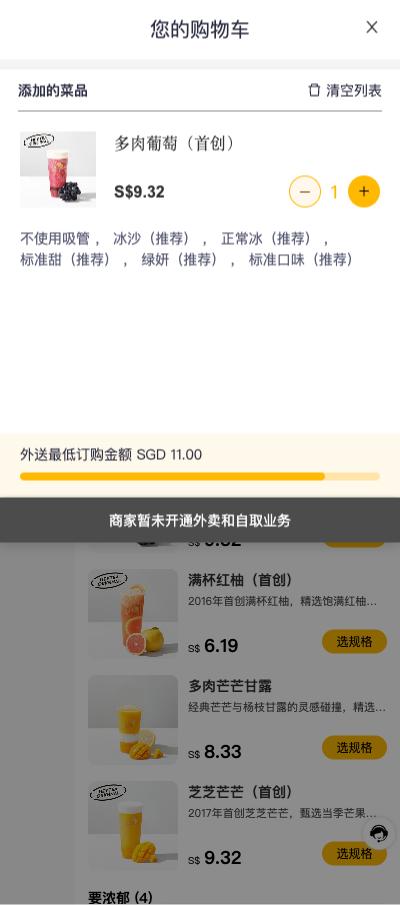 您的购物车
添加的菜品
清空列表
多肉葡萄（首创）
S$9.32
1
不使用吸管 ， 冰沙（推荐） ， 正常冰（推荐） ，
标准甜（推荐） ， 绿妍（推荐） ， 标准口味（推荐）
外送最低订购金额 SGD 11.00
商家暂未开通外卖和自取业务
满杯红柚（首创）
2016年首创满杯红柚，精选饱满红柚...
S$ 6.19
选规格
多肉芒芒甘露
经典芒芒与杨枝甘露的灵感碰撞，精选...
S$ 8.33
选规格
芝芝芒芒（首创）
2017年首创芝芝芒芒，甄选当季芒果...
S$ 9.32
选规格
要浓郁 (4)